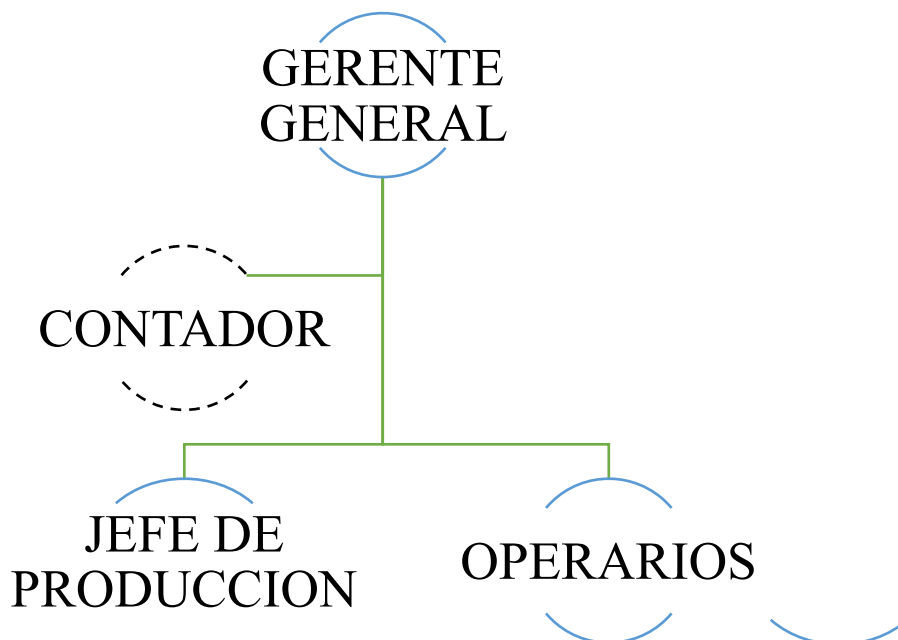 GERENTE
GENERAL
CONTADOR
JEFE DE
PRODUCCION
OPERARIOS